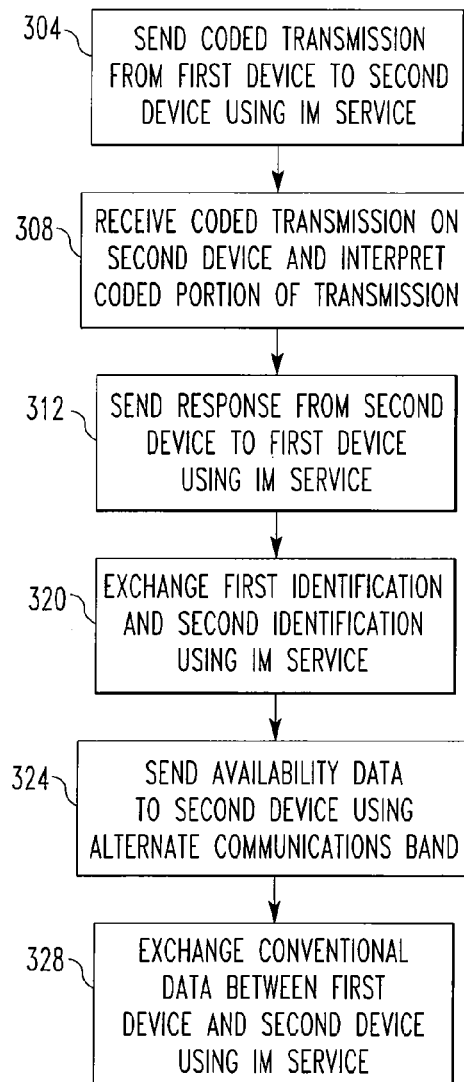 304
SEND CODED TRANSMISSION
FROM FIRST DEVICE TO SECOND
DEVICE USING IM SERVICE
308
RECEIVE CODED TRANSMISSION ON
SECOND DEVICE AND INTERPRET
CODED PORTION OF TRANSMISSION
312
SEND RESPONSE FROM SECOND
DEVICE TO FIRST DEVICE
USING IM SERVICE
320
EXCHANGE FIRST IDENTIFICATION
AND SECOND IDENTIFICATION
USING IM SERVICE
324
SEND AVAILABILITY DATA
TO SECOND DEVICE USING
ALTERNATE COMMUNICATIONS BAND
328
EXCHANGE CONVENTIONAL
DATA BETWEEN FIRST
DEVICE AND SECOND DEVICE
USING IM SERVICE